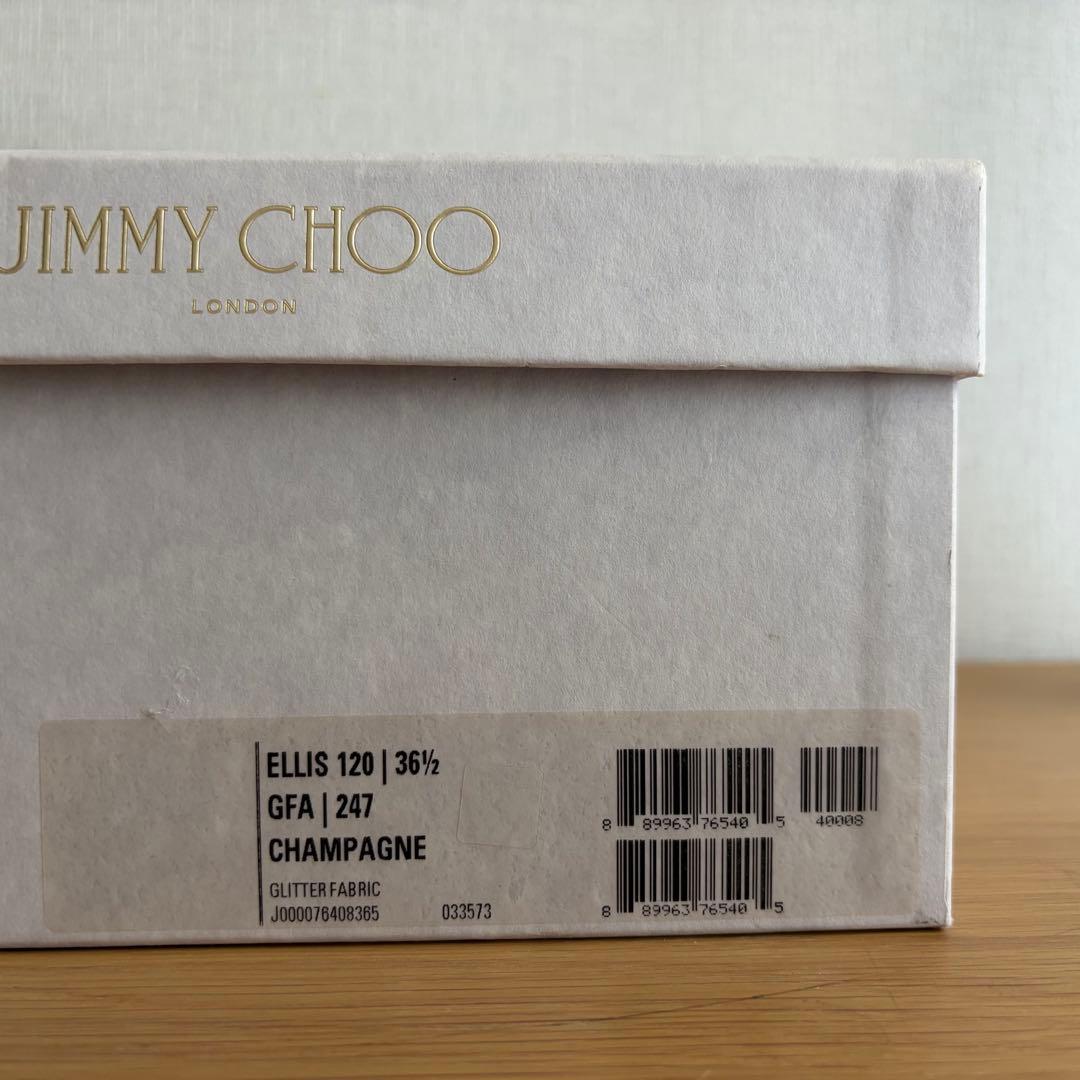 JIMMY CHOO
LONDON
ELLIS 120 | 36½
GFA | 247
CHAMPAGNE
GLITTER FABRIC
J000076408365 033573
8 89963 76540 5
40008
8 89963 76540 5